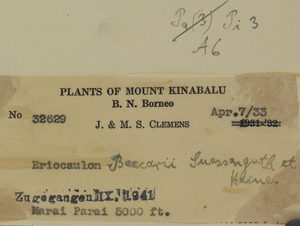 Pa(3) Pi 3
A6
PLANTS OF MOUNT KINABALU
B. N. Borneo
No 32629 Apr.7/33
J. & M. S. CLEMENS 1931-'32
Eriocaulon Beccarii Suessenguth et
Heine.
Zugegangen IX. 1941
Marai Parai 5000 ft.